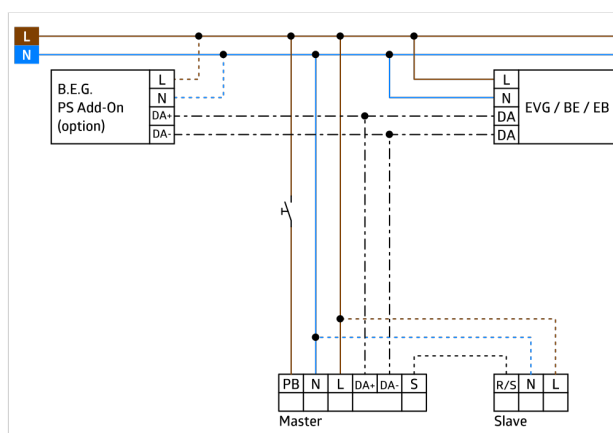 L
N
B.E.G.
PS Add-On
(option)
L
N
DA+
DA-
L
N
DA
DA
EVG / BE / EB
PB N L DA+ DA- S
Master
R/S N L
Slave